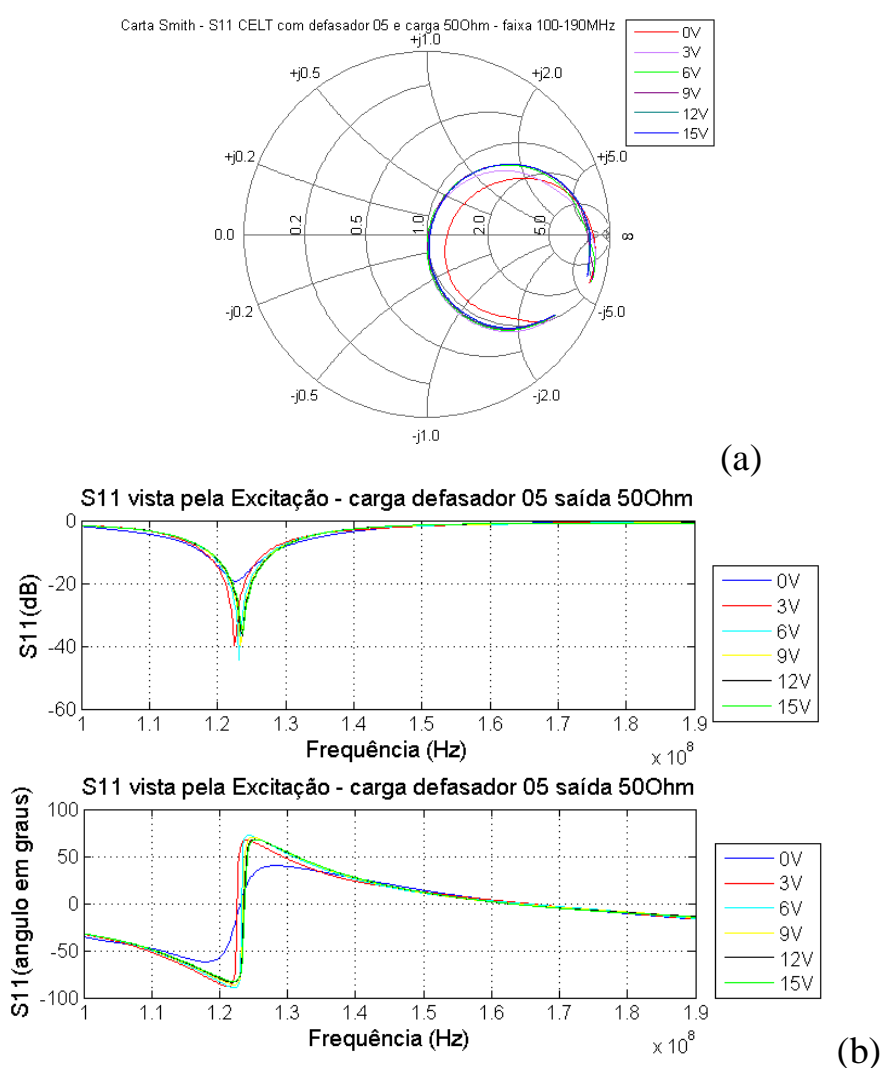 Carta Smith - S11 CELT com defasador 05 e carga 50Ohm - faixa 100-190MHz
0V
3V
6V
9V
12V
15V
+j1.0
+j0.5
+j2.0
+j0.2
+j5.0
0.0
0.2
0.5
1.0
2.0
5.0
∞
-j0.2
-j5.0
-j0.5
-j2.0
-j1.0
(a)
S11 vista pela Excitação - carga defasador 05 saída 50Ohm
S11(dB)
0
-20
-40
-60
1
1.1
1.2
1.3
1.4
1.5
1.6
1.7
1.8
1.9
Frequência (Hz)
x 10^8
0V
3V
6V
9V
12V
15V
S11 vista pela Excitação - carga defasador 05 saída 50Ohm
S11(angulo em graus)
100
50
0
-50
-100
1
1.1
1.2
1.3
1.4
1.5
1.6
1.7
1.8
1.9
Frequência (Hz)
x 10^8
0V
3V
6V
9V
12V
15V
(b)